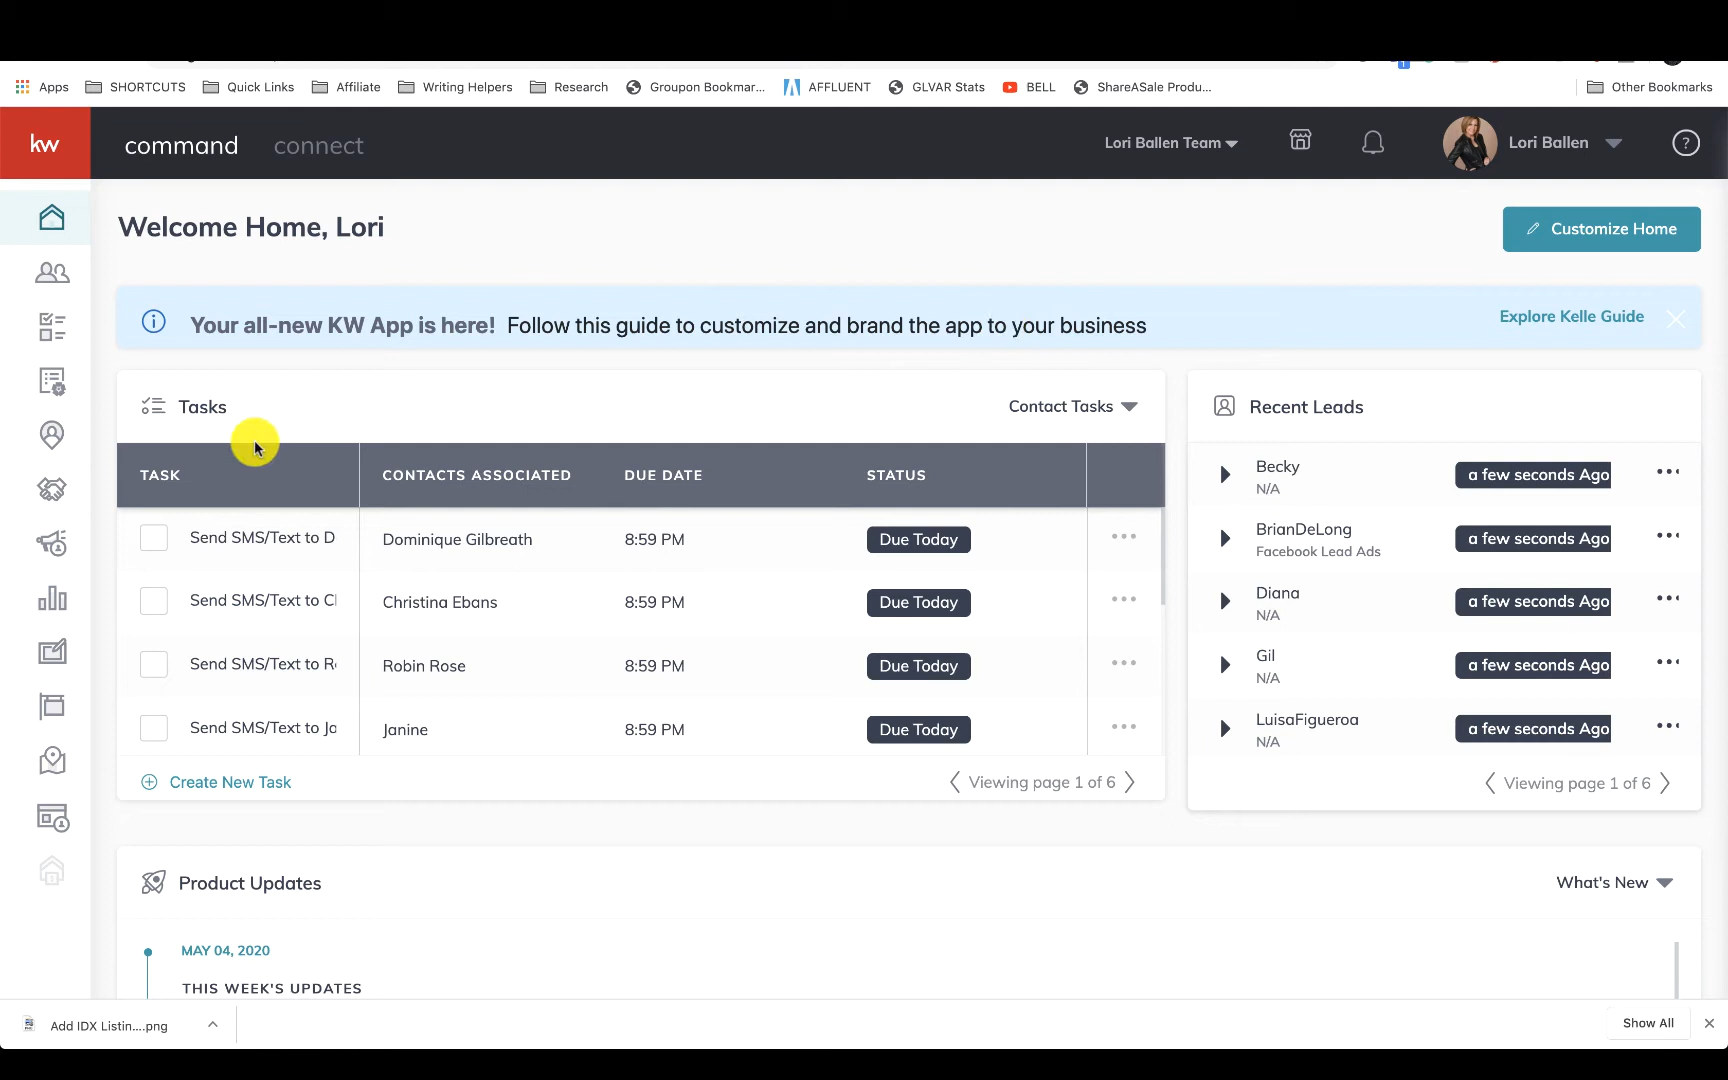 Apps SHORTCUTS Quick Links Affiliate Writing Helpers Research Groupon Bookmar... AFFLUENT GLVAR Stats BELL ShareASale Produ... Other Bookmarks
kw command connect Lori Ballen Team Lori Ballen ?
Welcome Home, Lori
Customize Home
Your all-new KW App is here! Follow this guide to customize and brand the app to your business
Explore Kelle Guide
Tasks
Contact Tasks
TASK CONTACTS ASSOCIATED DUE DATE STATUS
Send SMS/Text to D Dominique Gilbreath 8:59 PM Due Today
Send SMS/Text to Cl Christina Ebans 8:59 PM Due Today
Send SMS/Text to R Robin Rose 8:59 PM Due Today
Send SMS/Text to Ja Janine 8:59 PM Due Today
Create New Task
Viewing page 1 of 6
Recent Leads
Becky
N/A
a few seconds Ago
BrianDeLong
Facebook Lead Ads
a few seconds Ago
Diana
N/A
a few seconds Ago
Gil
N/A
a few seconds Ago
LuisaFigueroa
N/A
a few seconds Ago
Viewing page 1 of 6
Product Updates
What's New
MAY 04, 2020
THIS WEEK'S UPDATES
Add IDX Listin....png
Show All